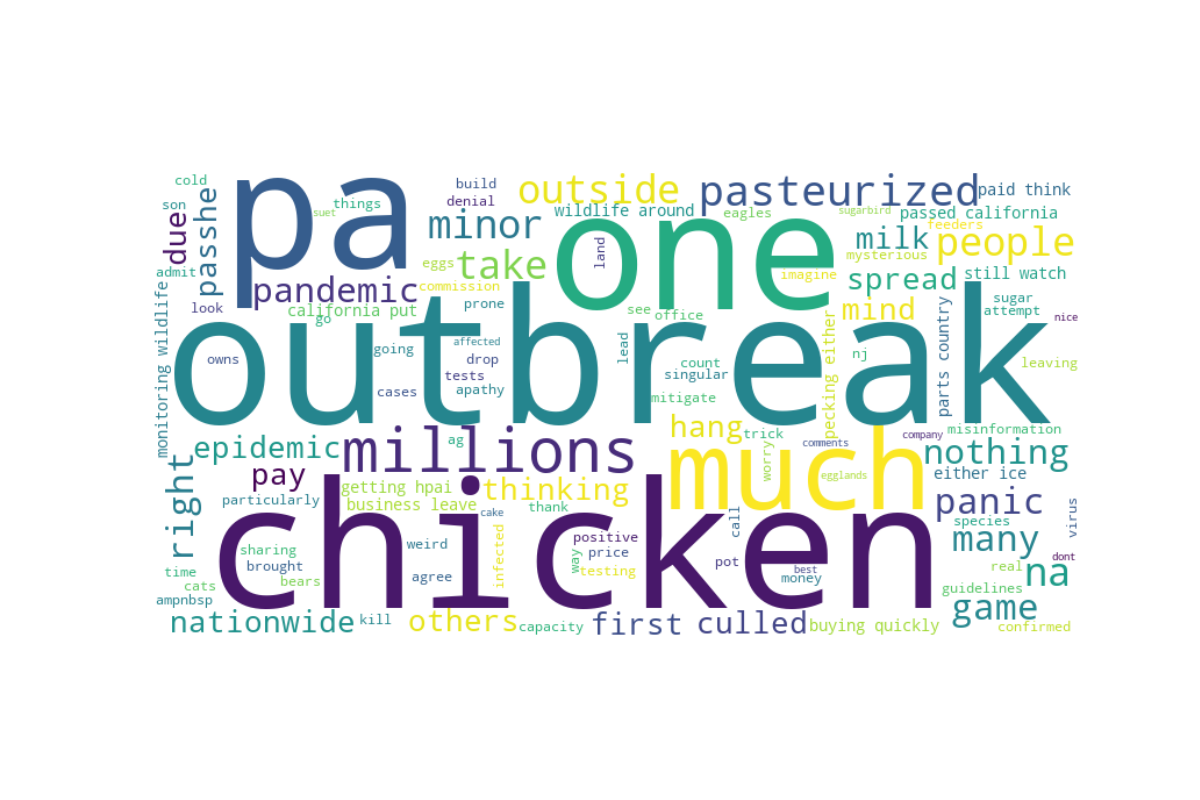 cold
son
due
passhe
things
suet
pa
build
denial
minor
outside
wildlife around
pasteurized
eagles
sugarbird
passed california
feeders
paid think
milk
people
mysterious
admit
look
pandemic
california put
go
eggs
take
commission
prone
one
land
see
office
imagine
spread
mind
still watch
sugar
attempt
nice
monitoring wildlife
owns
outbreak
going
affected
drop
tests
cases
apathy
lead
count
singular
mitigate
pecking either
nj
parts country
leaving
right
epidemic
pay
particularly
millions
ag
getting hpai
business leave
thinking
cake
thank
hang
trick
worry
much
comments
egglands
company
misinformation
nothing
either ice
panic
species
virus
many
dont
real
na
guidelines
game
confirmed
sharing
brought
time
cats
bears
ampnbsp
chicken
weird
agree
infected
positive
way
price
testing
call
pot
best
money
nationwide
kill
others
capacity
first
culled
buying quickly